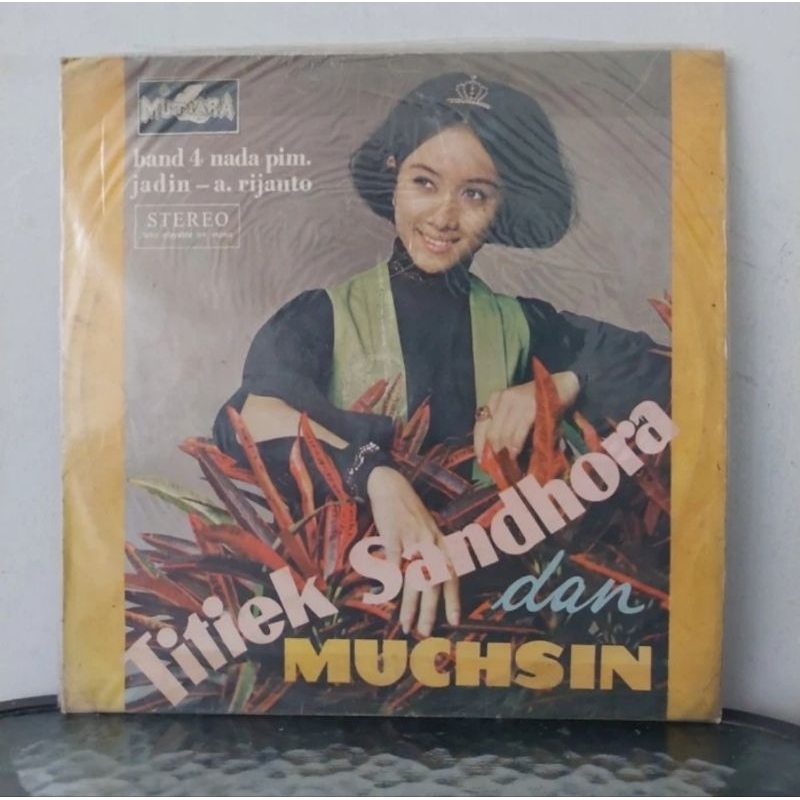 MUTIARA
band 4 nada pim.
jadin – a. rijanto
STEREO
Titiek Sandhora
dan
MUCHSIN